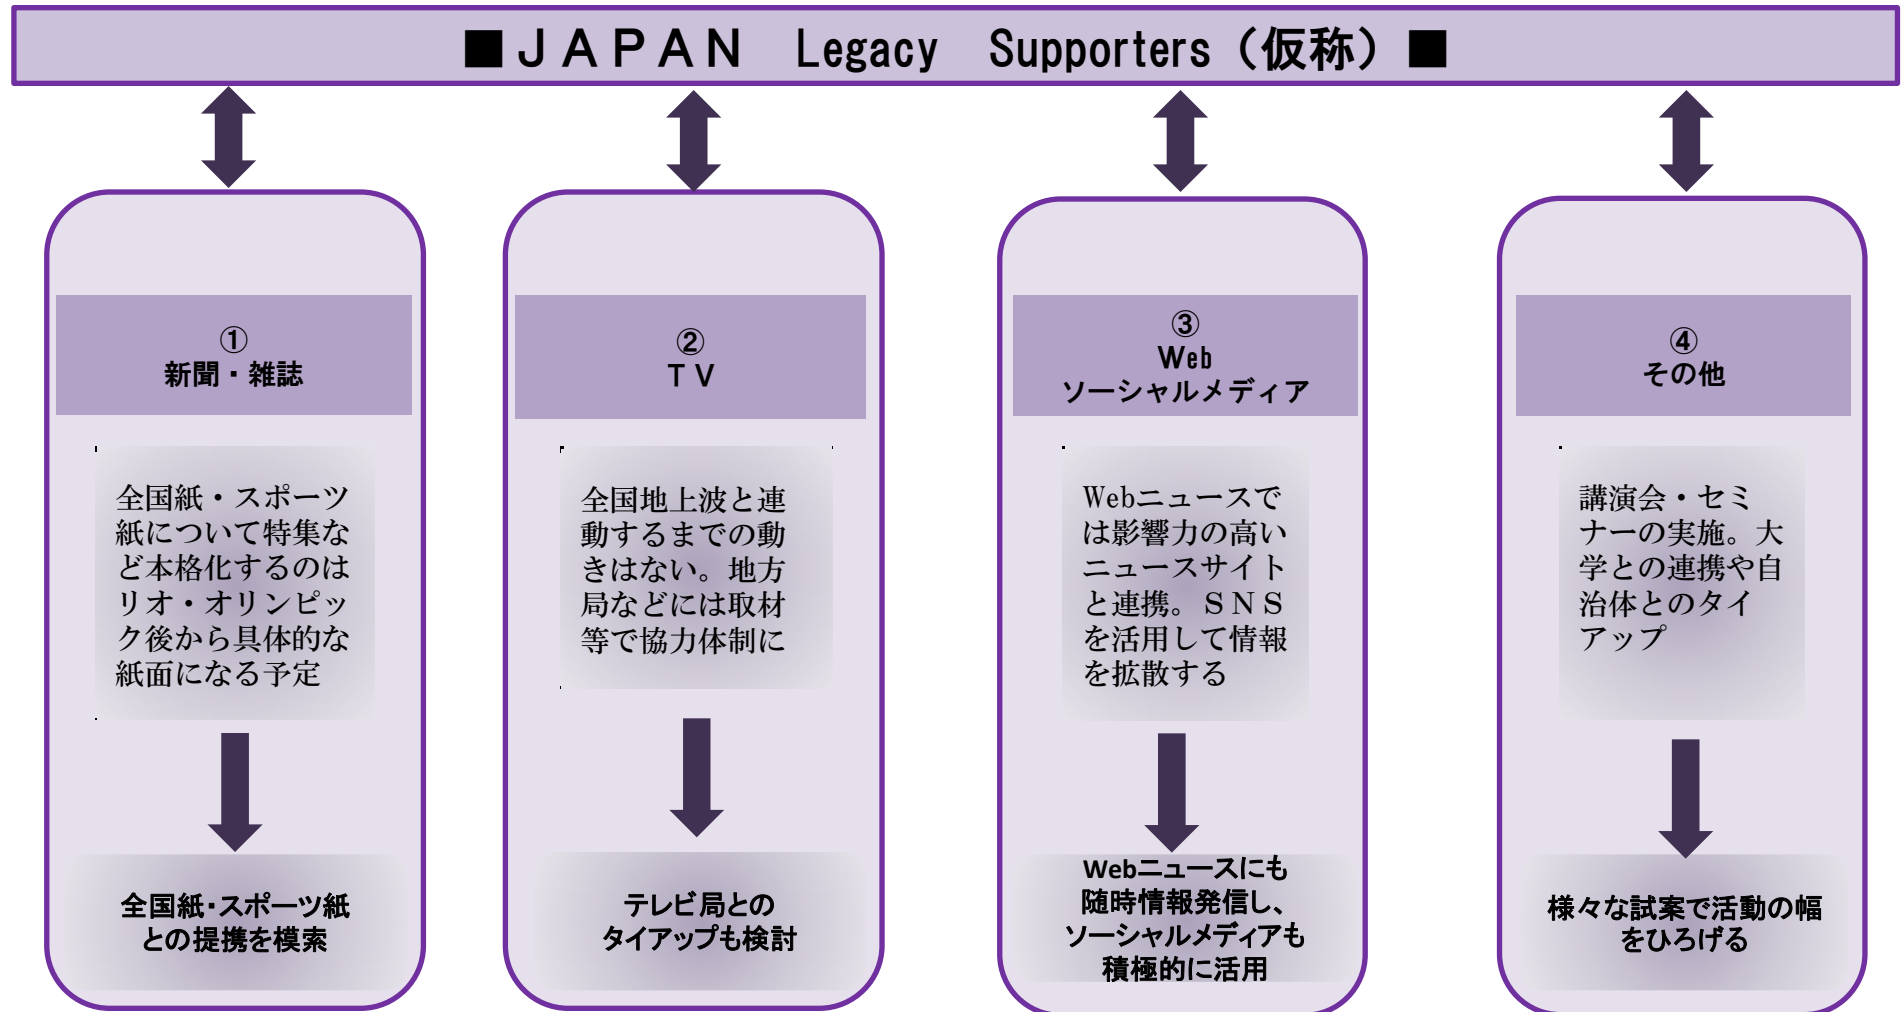 ■ＪＡＰＡＮ　Legacy　Supporters（仮称）■
①
新聞・雑誌
全国紙・スポーツ
紙について特集な
ど本格化するのは
リオ・オリンピッ
ク後から具体的な
紙面になる予定
全国紙・スポーツ紙
との提携を模索
②
ＴＶ
全国地上波と連
動するまでの動
きはない。地方
局などには取材
等で協力体制に
テレビ局との
タイアップも検討
③
Web
ソーシャルメディア
Webニュースで
は影響力の高い
ニュースサイト
と連携。ＳＮＳ
を活用して情報
を拡散する
Webニュースにも
随時情報発信し、
ソーシャルメディアも
積極的に活用
④
その他
講演会・セミ
ナーの実施。大
学との連携や自
治体とのタイ
アップ
様々な試案で活動の幅
をひろげる